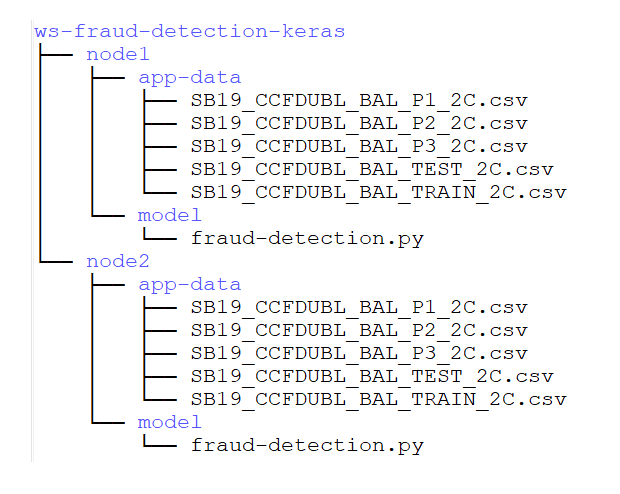 ws-fraud-detection-keras
node1
app-data
SB19_CCFDUBL_BAL_P1_2C.csv
SB19_CCFDUBL_BAL_P2_2C.csv
SB19_CCFDUBL_BAL_P3_2C.csv
SB19_CCFDUBL_BAL_TEST_2C.csv
SB19_CCFDUBL_BAL_TRAIN_2C.csv
model
fraud-detection.py
node2
app-data
SB19_CCFDUBL_BAL_P1_2C.csv
SB19_CCFDUBL_BAL_P2_2C.csv
SB19_CCFDUBL_BAL_P3_2C.csv
SB19_CCFDUBL_BAL_TEST_2C.csv
SB19_CCFDUBL_BAL_TRAIN_2C.csv
model
fraud-detection.py